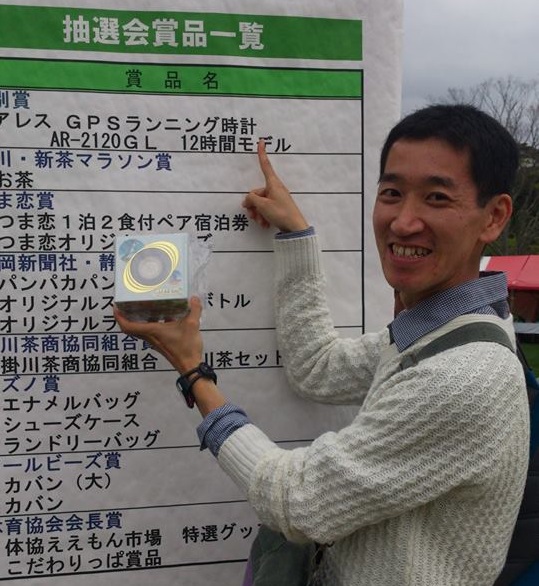 抽選会賞品一覧
賞品名
別賞
アレス GPSランニング時計
AR-2120GL 12時間モデル
川・新茶マラソン賞
お茶
ま恋賞
つま恋1泊2食付ペア宿泊券
つま恋オリジ
岡新聞社・静
パンパカパン
オリジナルス ボトル
オリジナルラ
川茶商協同組合
掛川茶商協同組合 川茶セット
ズノ賞
エナメルバッグ
シューズケース
ランドリーバッグ
ールビーズ賞
カバン（大）
カバン
体育協会会長賞
体協ええもん市場 特選グッ
こだわりっぱ賞品